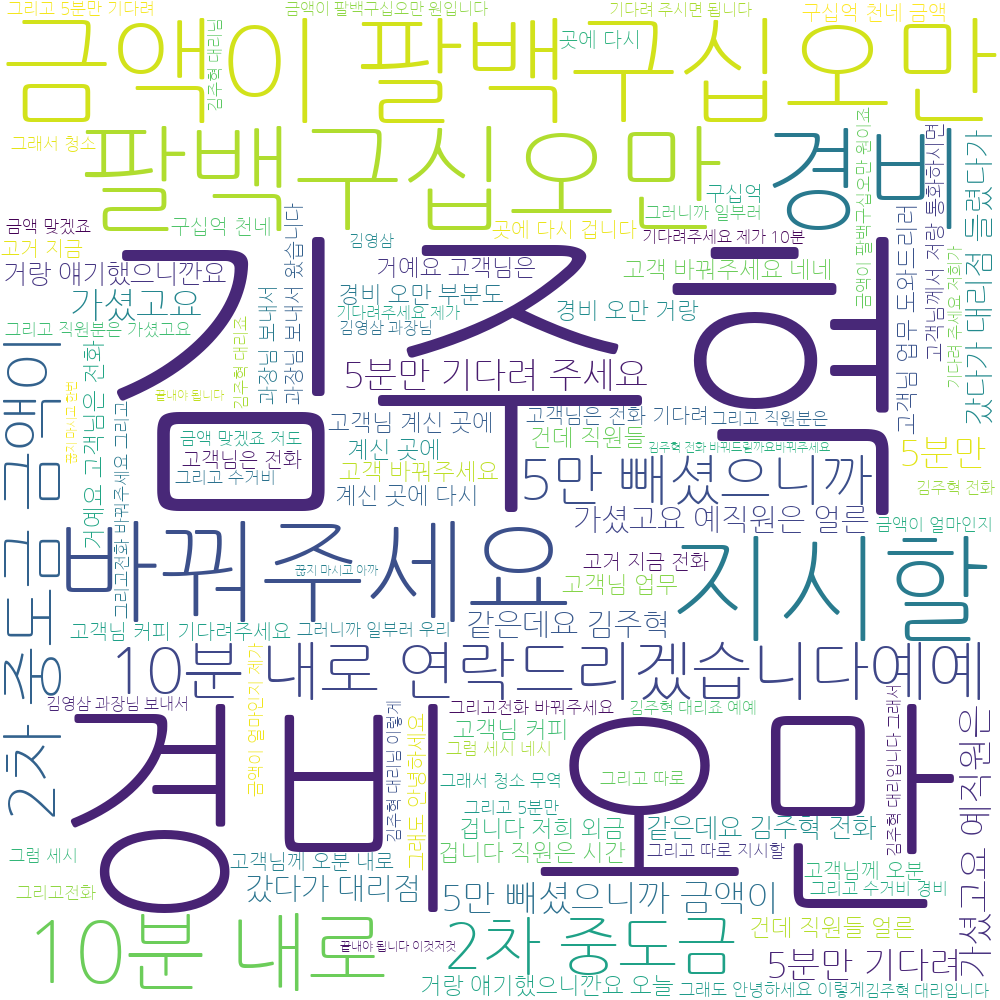 그리고 5분만 기다려
금액이 팔백구십오만 원입니다
기다려 주시면 됩니다
구십억 천네 금액
금액이 팔백구십오만
김주혁 대리님
곳에 다시
팔백구십오만
경비
그래서 청소
구십억
그러니까 일부러
금액이 팔백구십오만 원이죠
고객님께서 저랑 통화하시면
갔다가 대리점 들렸다가
금액 맞겠죠
구십억 천네
김영삼
곳에 다시 겁니다
기다려주세요 제가 10분
고거 지금
거랑 얘기했으니깐요
거예요 고객님은
고객 바꿔주세요 네네
가셨고요
경비 오만 부분도
경비 오만 거랑
기다려주세요 제가
김영삼 과장님
그리고 직원분은 가셨고요
김주혁 대리죠
과장님 보내서
과장님 보내서 왔습니다
김주혁
고객님 업무 도와드리러
기다려 주세요 저희가
5분만 기다려 주세요
끝내야 됩니다
2차 중도금 금액이
거예요 고객님은 전화
그리고전화 바꿔주세요 그리고
고객님 계신 곳에
고객님은 전화 기다려
그리고 직원분은
금액 맞겠죠 저도
계신 곳에
건데 직원들
고객님은 전화
고객 바꿔주세요
5만 빼셨으니까
5분만
그리고 수거비
계신 곳에 다시
김주혁 전화
가셨고요 예직원은 얼른
금액이 얼마인지
바꿔주세요
지시할
고거 지금 전화
끊지 마시고 아까
고객님 업무
고객님 커피 기다려주세요
그러니까 일부러 우리
같은데요 김주혁
10분 내로 연락드리겠습니다예예
금액이 얼마인지 제가
김영삼 과장님 보내서
김주혁 대리님 이렇게
그리고전화 바꿔주세요
김주혁 대리죠 예예
김주혁 대리입니다 그래서
가셨고요 예직원은
경비오만
그래도 안녕하세요
고객님 커피
그럼 세시 네시
그래서 청소 무역
그리고 따로
그리고 5분만
겁니다 저희 외금
같은데요 김주혁 전화
그럼 세시
고객님께 오분 내로
겁니다 직원은 시간
그리고 따로 지시할
고객님께 오분
그리고전화
갔다가 대리점
5만 빼셨으니까 금액이
그리고 수거비 경비
10분 내로
2차 중도금
건데 직원들 얼른
끝내야 됩니다 이것저것
5분만 기다려
거랑 얘기했으니깐요 오늘
그래도 안녕하세요 이렇게김주혁 대리입니다